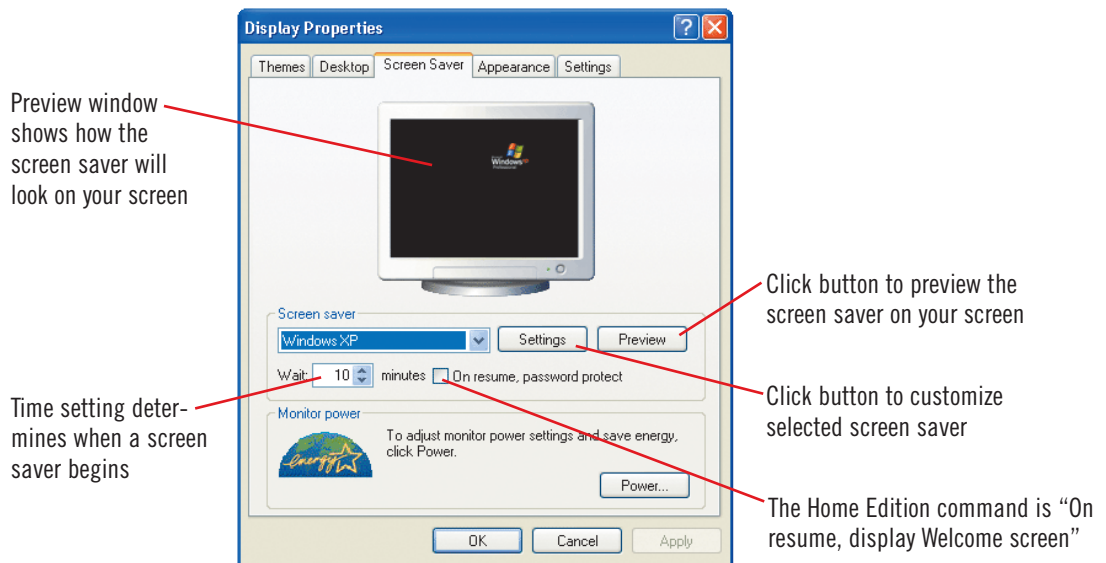 Display Properties
Themes Desktop Screen Saver Appearance Settings
Preview window
shows how the
screen saver will
look on your screen
Windows XP
Professional
Click button to preview the
screen saver on your screen
Screen saver
Windows XP
Settings
Preview
Wait: 10 minutes On resume, password protect
Click button to customize
selected screen saver
Time setting deter-
mines when a screen
saver begins
Monitor power
energy
To adjust monitor power settings and save energy,
click Power.
Power...
The Home Edition command is “On
resume, display Welcome screen”
OK Cancel Apply